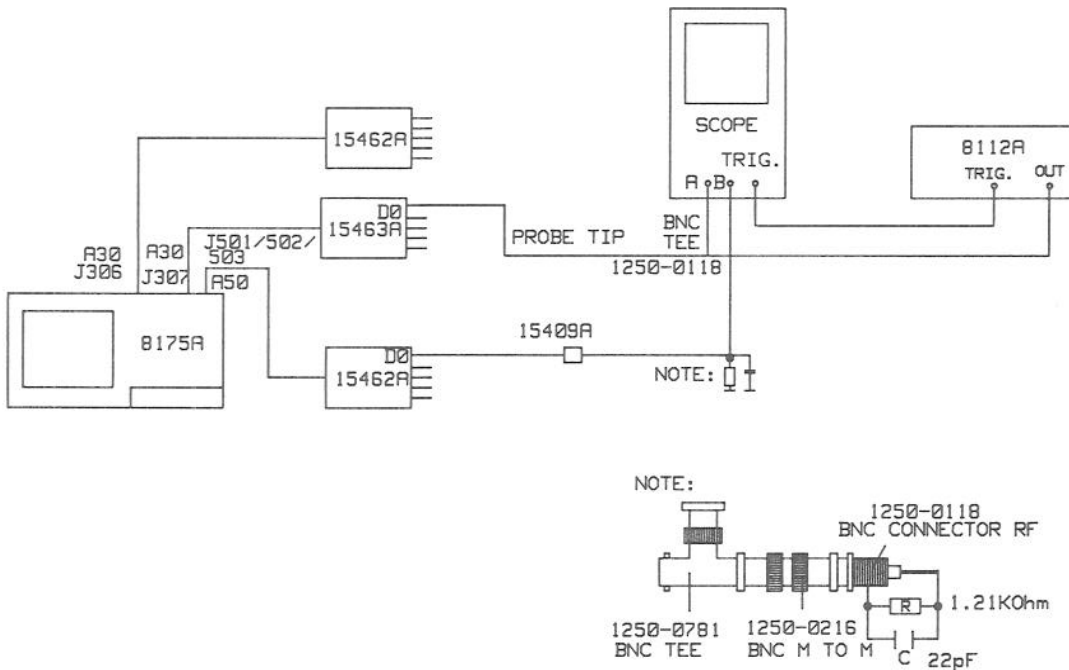 15462A
SCOPE
TRIG.
A B
8112A
TRIG. OUT
D0
15463A
BNC
TEE
PROBE TIP
1250-0118
A30
J306
A30
J307
J501/502/
503
A50
8175A
15409A
D0
15462A
NOTE:
NOTE:
1250-0118
BNC CONNECTOR RF
R
1.21KOhm
C
22pF
1250-0781
BNC TEE
1250-0216
BNC M TO M